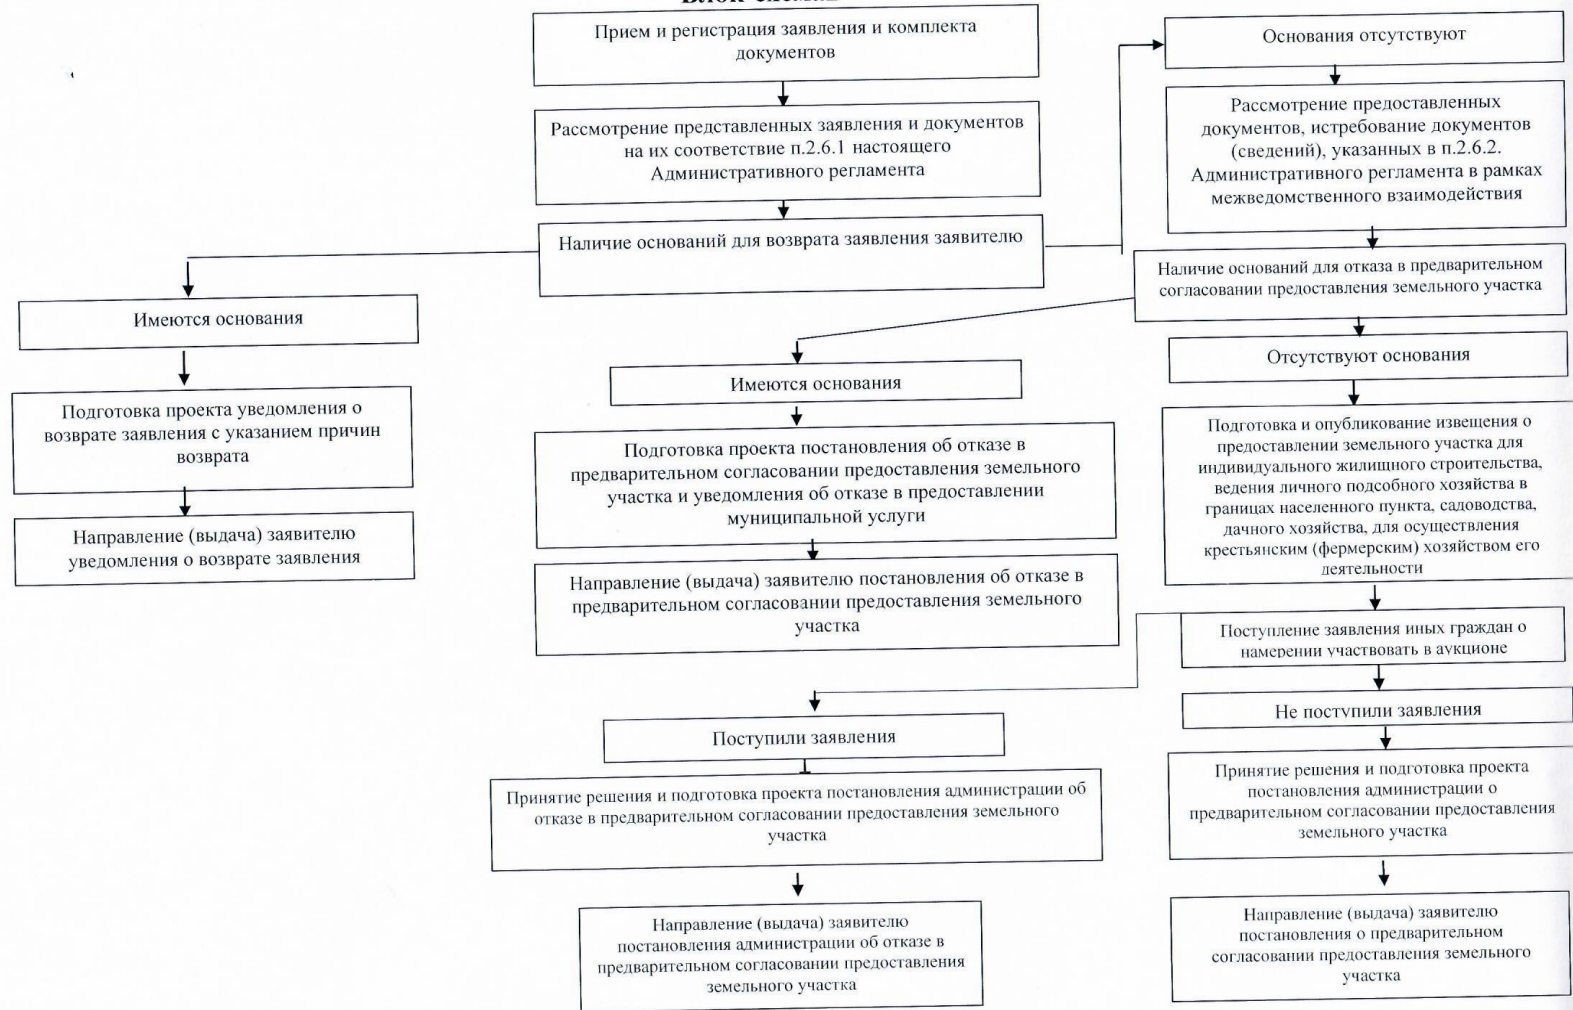 Блок-схема
Прием и регистрация заявления и комплекта
документов
Основания отсутствуют
Рассмотрение представленных заявления и документов
на их соответствие п.2.6.1 настоящего
Административного регламента
Рассмотрение предоставленных
документов, истребование документов
(сведений), указанных в п.2.6.2.
Административного регламента в рамках
межведомственного взаимодействия
Наличие оснований для возврата заявления заявителю
Наличие оснований для отказа в предварительном
согласовании предоставления земельного участка
Имеются основания
Отсутствуют основания
Имеются основания
Подготовка проекта уведомления о
возврате заявления с указанием причин
возврата
Подготовка проекта постановления об отказе в
предварительном согласовании предоставления земельного
участка и уведомления об отказе в предоставлении
муниципальной услуги
Подготовка и опубликование извещения о
предоставлении земельного участка для
индивидуального жилищного строительства,
ведения личного подсобного хозяйства в
границах населенного пункта, садоводства,
дачного хозяйства, для осуществления
крестьянским (фермерским) хозяйством его
деятельности
Направление (выдача) заявителю
уведомления о возврате заявления
Направление (выдача) заявителю постановления об отказе в
предварительном согласовании предоставления земельного
участка
Поступление заявления иных граждан о
намерении участвовать в аукционе
Поступили заявления
Не поступили заявления
Принятие решения и подготовка проекта постановления администрации об
отказе в предварительном согласовании предоставления земельного
участка
Принятие решения и подготовка проекта
постановления администрации о
предварительном согласовании предоставления
земельного участка
Направление (выдача) заявителю
постановления администрации об отказе в
предварительном согласовании предоставления
земельного участка
Направление (выдача) заявителю
постановления о предварительном
согласовании предоставления земельного
участка